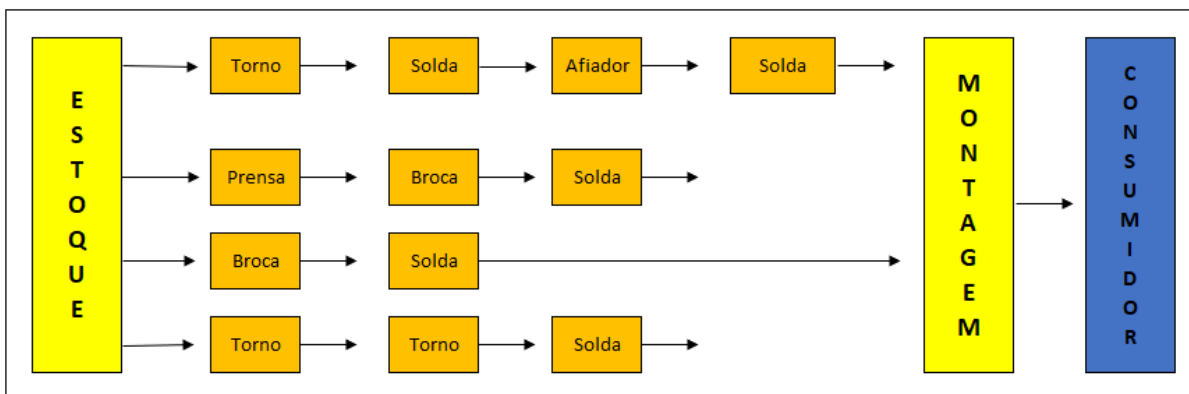 ESTOQUE
Torno
Solda
Afiador
Solda
Prensa
Broca
Solda
Broca
Solda
Torno
Torno
Solda
MONTAGEM
CONSUMIDOR